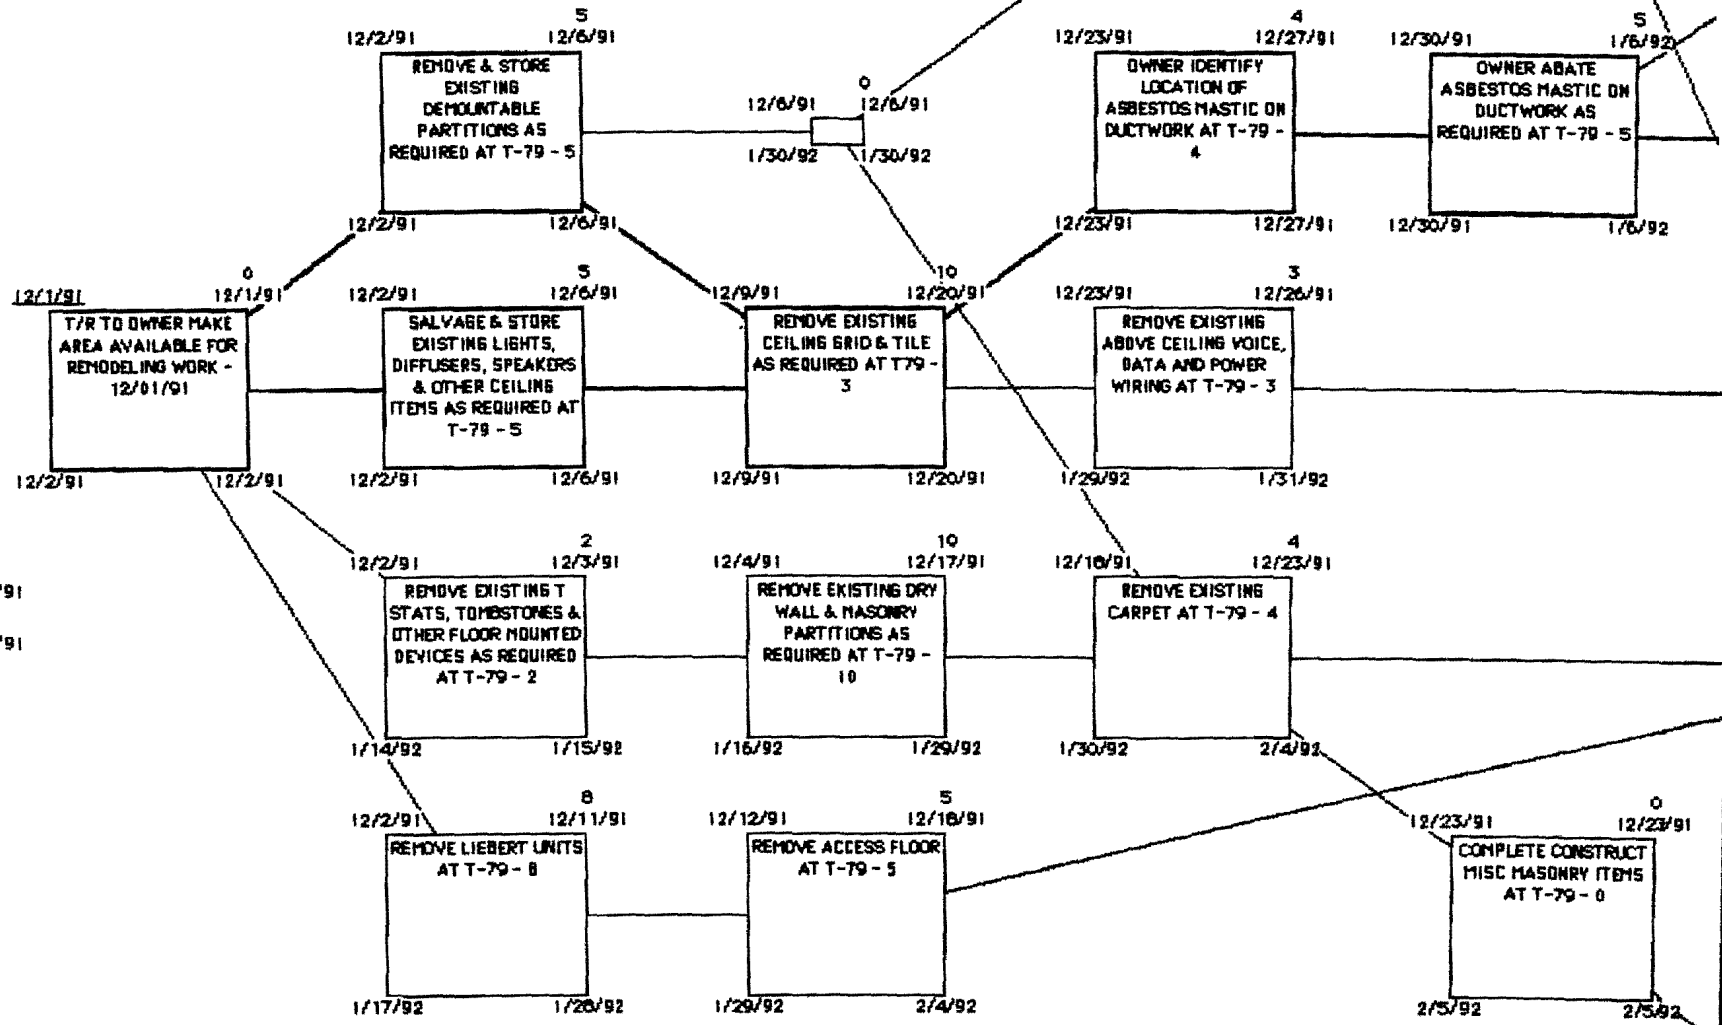 5
12/2/91 12/6/91
REMOVE & STORE
EXISTING
DEMOUNTABLE
PARTITIONS AS
REQUIRED AT T-79 - 5
12/2/91 12/6/91
0
12/6/91 12/6/91
1/30/92 1/30/92
4
12/23/91 12/27/91
OWNER IDENTIFY
LOCATION OF
ASBESTOS MASTIC ON
DUCTWORK AT T-79 -
4
12/23/91 12/27/91
5
12/30/91 1/6/92
OWNER ABATE
ASBESTOS MASTIC ON
DUCTWORK AS
REQUIRED AT T-79 - 5
12/30/91 1/6/92
0
12/1/91 12/1/91
T/R TO OWNER MAKE
AREA AVAILABLE FOR
REMODELING WORK -
12/01/91
12/2/91 12/2/91
5
12/2/91 12/6/91
SALVAGE & STORE
EXISTING LIGHTS,
DIFFUSERS, SPEAKERS
& OTHER CEILING
ITEMS AS REQUIRED AT
T-79 - 5
12/2/91 12/6/91
10
12/9/91 12/20/91
REMOVE EXISTING
CEILING GRID & TILE
AS REQUIRED AT T79 -
3
12/9/91 12/20/91
3
12/23/91 12/26/91
REMOVE EXISTING
ABOVE CEILING VOICE,
DATA AND POWER
WIRING AT T-79 - 3
1/29/92 1/31/92
2
12/2/91 12/3/91
REMOVE EXISTING T
STATS, TOMBSTONES &
OTHER FLOOR MOUNTED
DEVICES AS REQUIRED
AT T-79 - 2
1/14/92 1/15/92
10
12/4/91 12/17/91
REMOVE EXISTING DRY
WALL & MASONRY
PARTITIONS AS
REQUIRED AT T-79 -
10
1/16/92 1/29/92
4
12/18/91 12/23/91
REMOVE EXISTING
CARPET AT T-79 - 4
1/30/92 2/4/92
/91
/91
8
12/2/91 12/11/91
REMOVE LIEBERT UNITS
AT T-79 - 8
1/17/92 1/28/92
5
12/12/91 12/18/91
REMOVE ACCESS FLOOR
AT T-79 - 5
1/29/92 2/4/92
0
12/23/91 12/23/91
COMPLETE CONSTRUCT
MISC MASONRY ITEMS
AT T-79 - 0
2/5/92 2/5/92